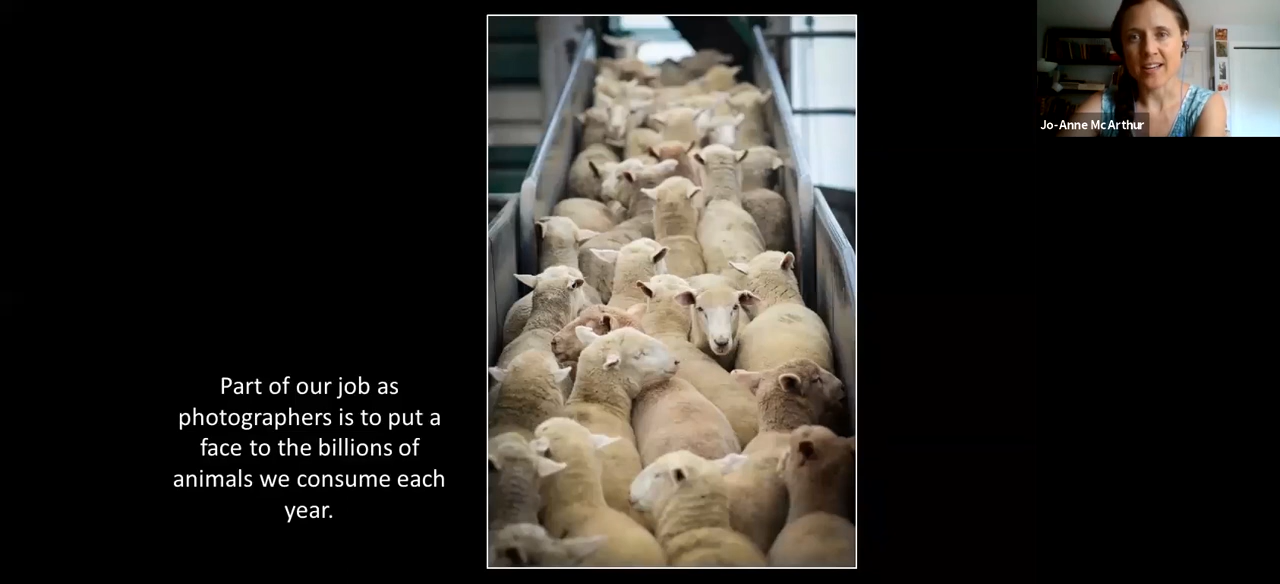 Jo-Anne McArthur
Part of our job as
photographers is to put a
face to the billions of
animals we consume each
year.